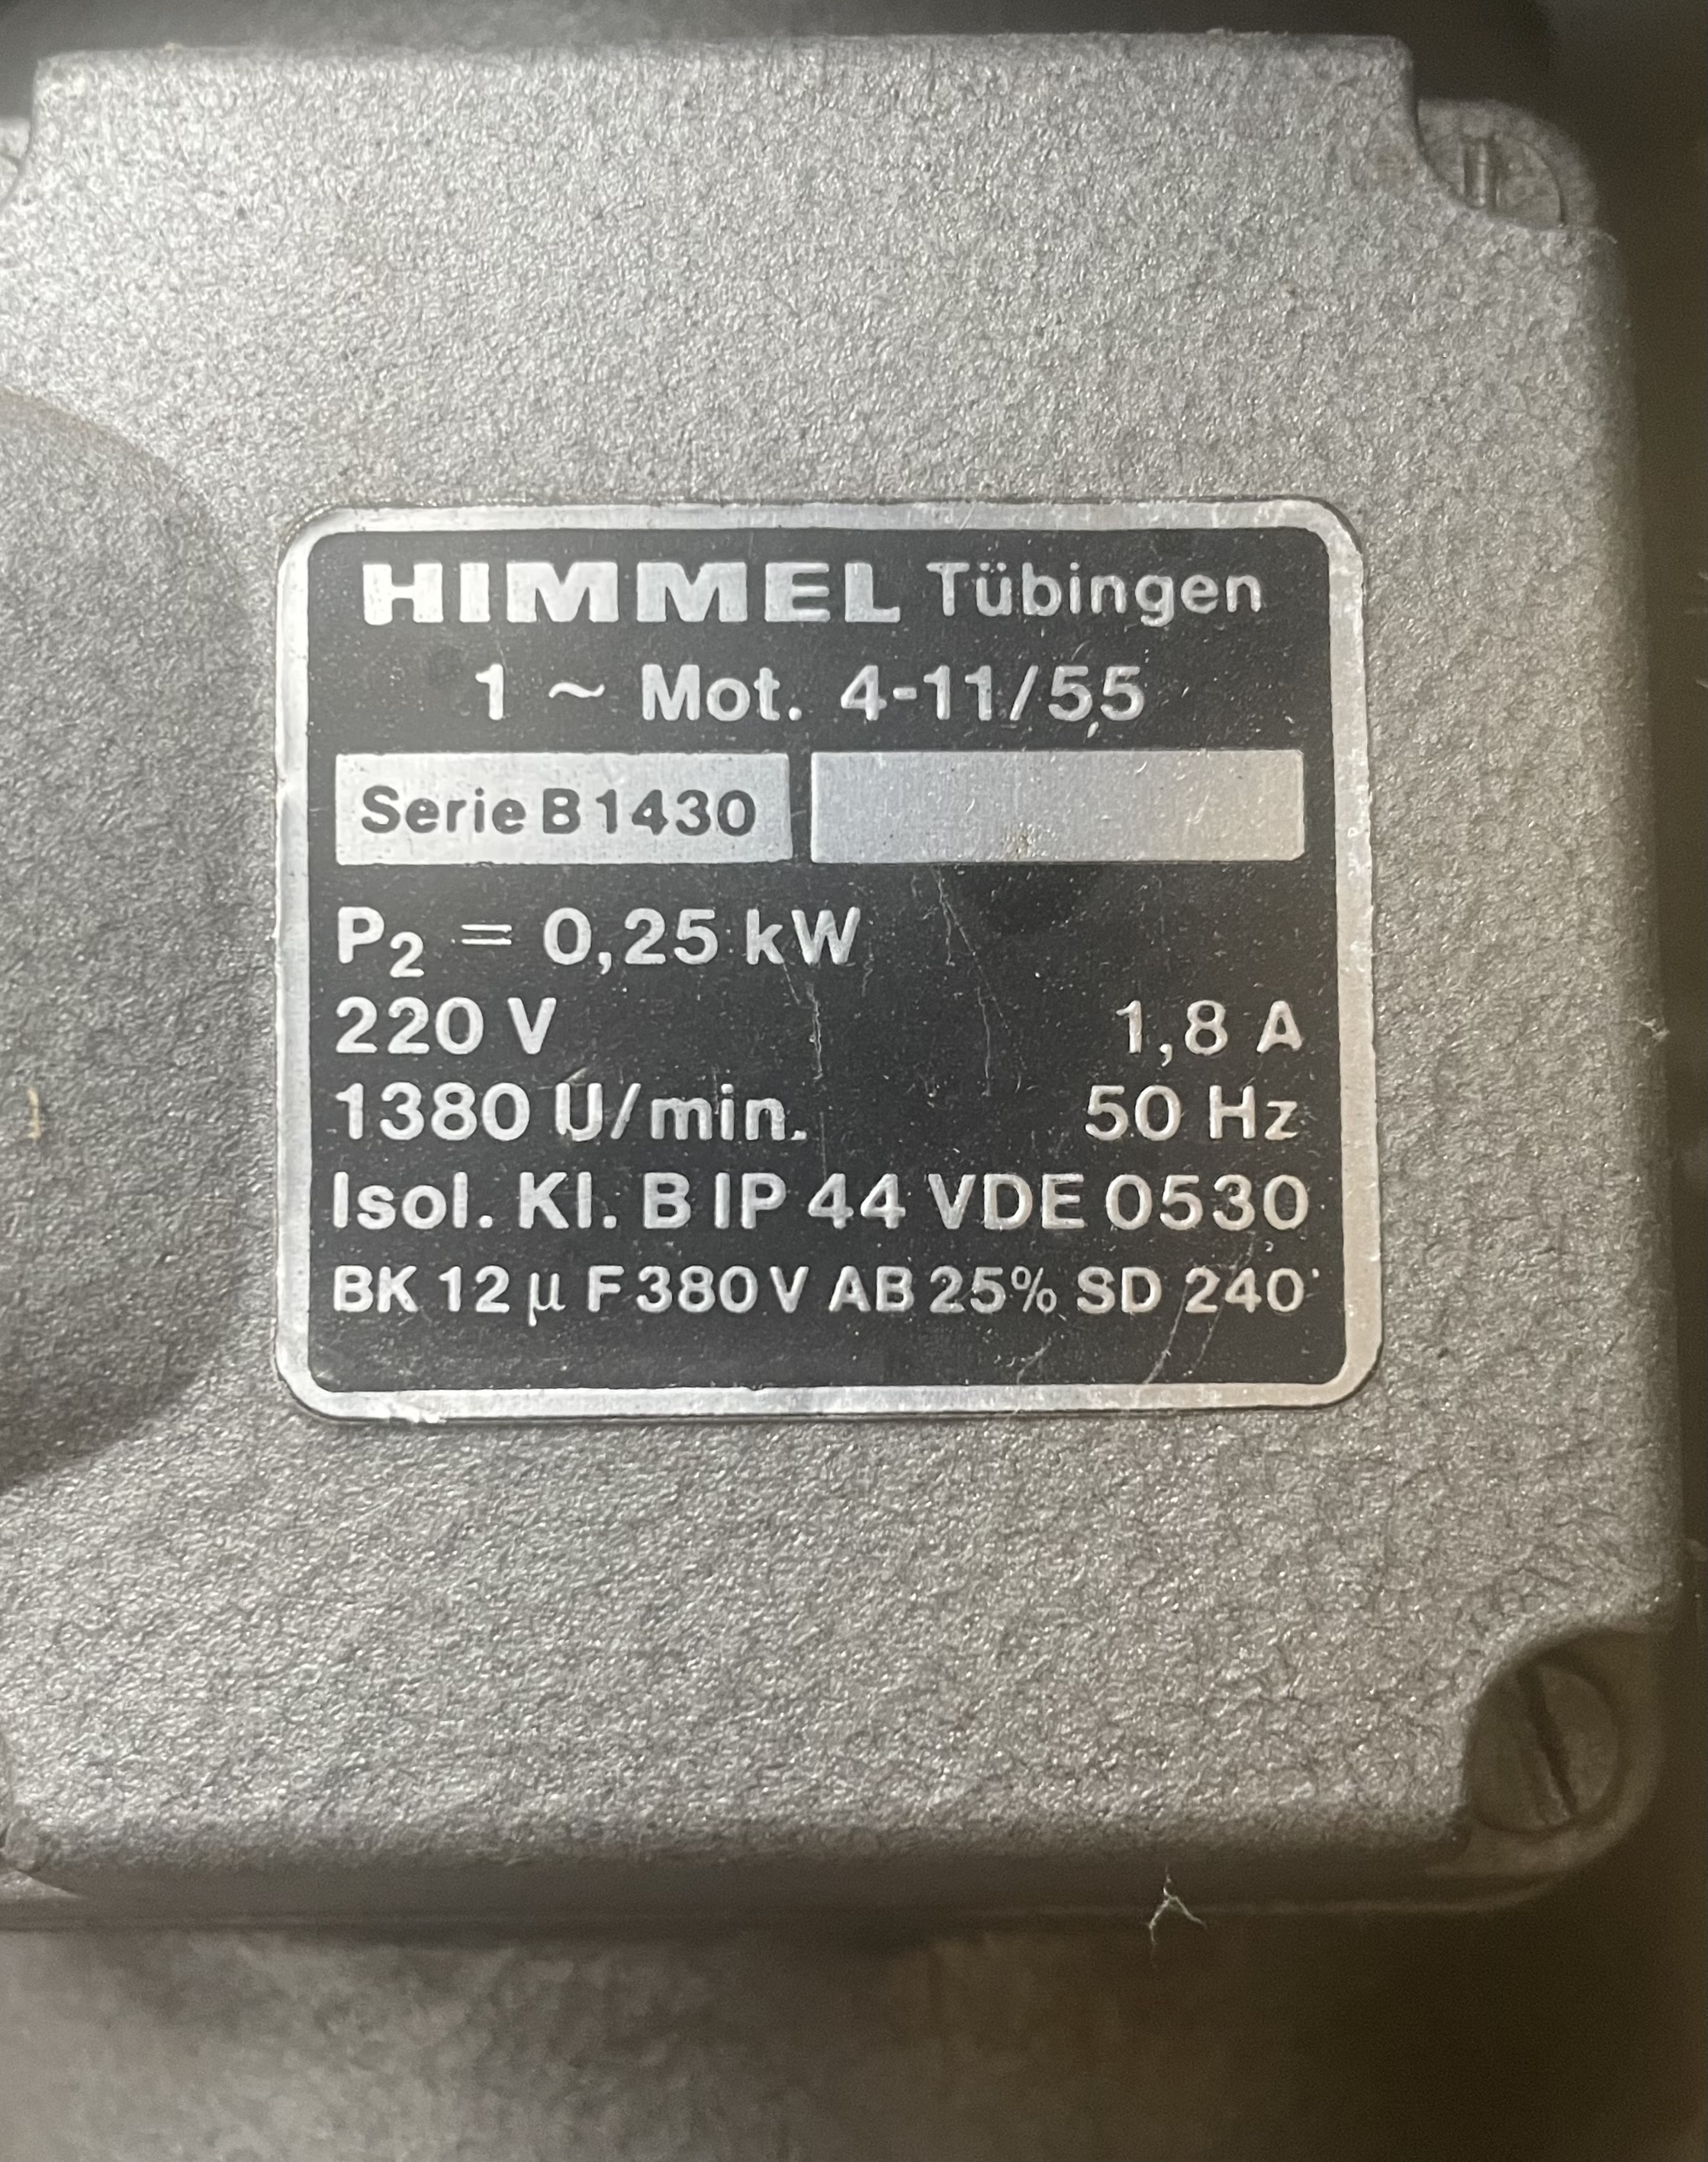 HIMMEL Tübingen
1 ~ Mot. 4-11/5,5
Serie B 1430
P2 = 0,25 kW
220 V 1,8 A
1380 U/min. 50 Hz
Isol. Kl. B IP 44 VDE 0530
BK 12 µ F 380 V AB 25% SD 240'